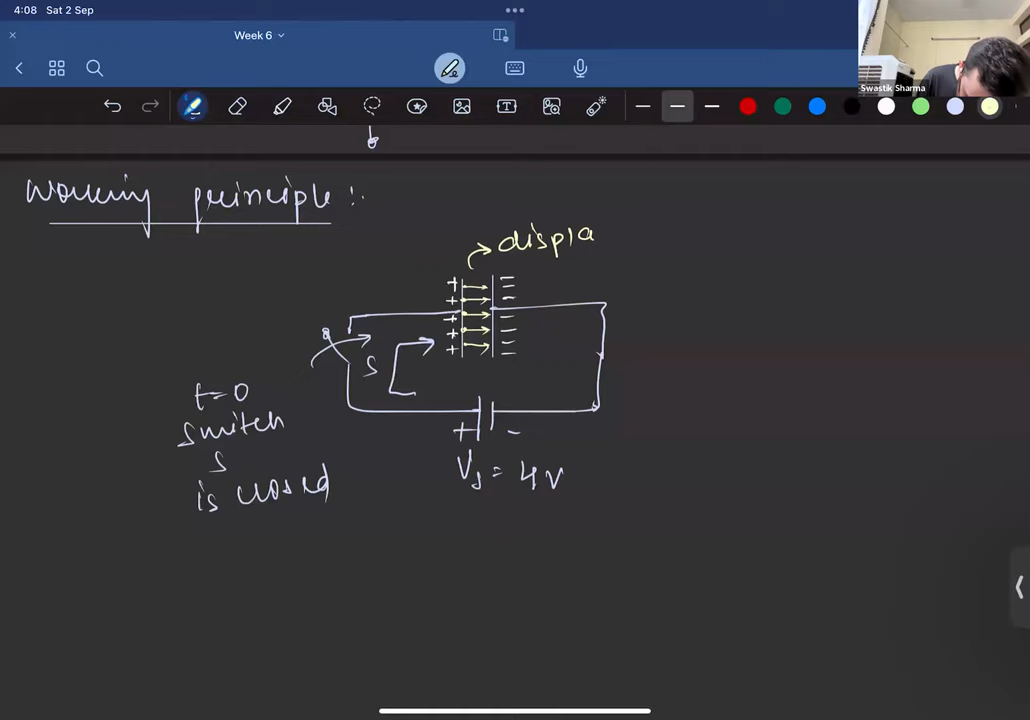 4:08 Sat 2 Sep
Week 6
Swastik Sharma
Working principle :
displa
+ + + + +
S
t=0
switch
S
is closed
+ -
Vs = 4V